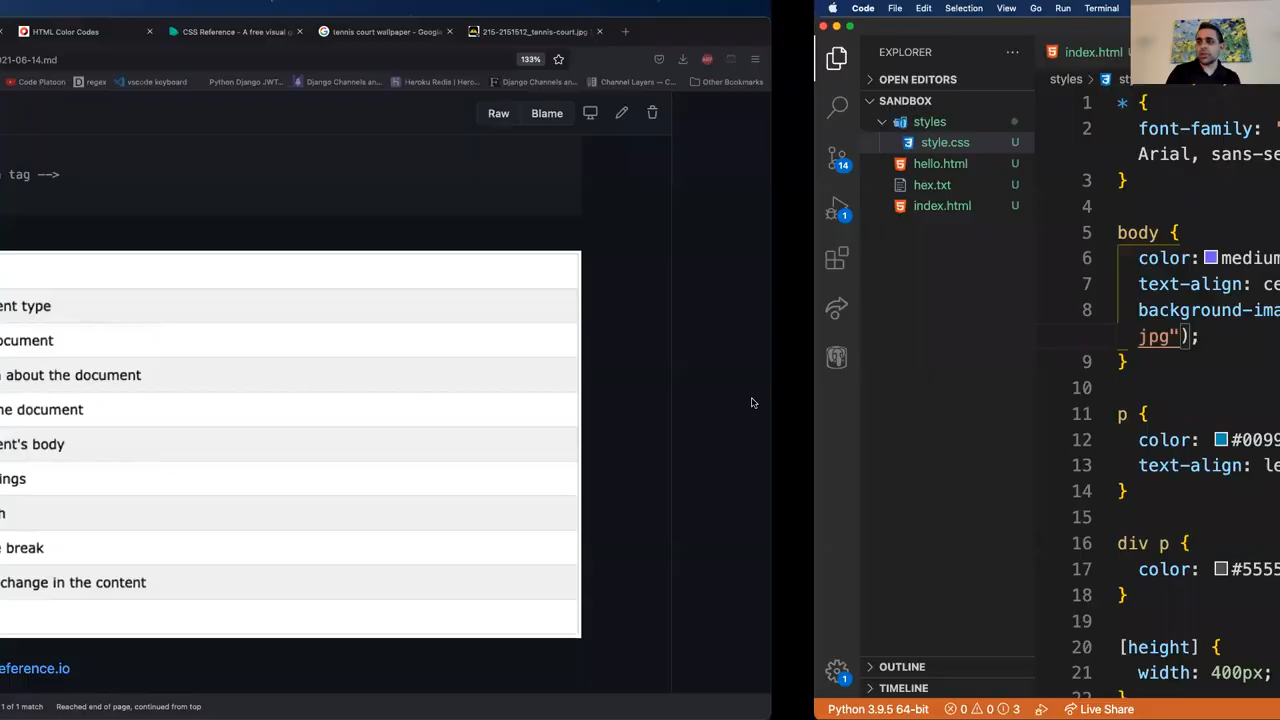 HTML Color Codes
CSS Reference - A free visual g
tennis court wallpaper - Google
215-2151512_tennis-court.jpg
021-06-14.md
133%
Code Platoon
regex
vscode keyboard
Python Django JWT...
Django Channels an...
Heroku Redis | Hero...
Django Channels an...
Channel Layers — C...
Other Bookmarks
Raw
Blame
tag -->
ent type
ocument
about the document
he document
ent's body
ings
h
break
change in the content
eference.io
1 of 1 match
Reached end of page, continued from top
Code File Edit Selection View Go Run Terminal
EXPLORER
OPEN EDITORS
SANDBOX
styles
style.css U
hello.html U
hex.txt U
index.html U
OUTLINE
TIMELINE
14
1
1
index.html
styles
1 * {
2 font-family:
Arial, sans-se
3 }
4
5 body {
6 color: medium
7 text-align: ce
8 background-ima
jpg");
9 }
10
11 p {
12 color: #0099
13 text-align: le
14 }
15
16 div p {
17 color: #5555
18 }
19
20 [height] {
21 width: 400px;
22 }
Python 3.9.5 64-bit
0 0 3
Live Share